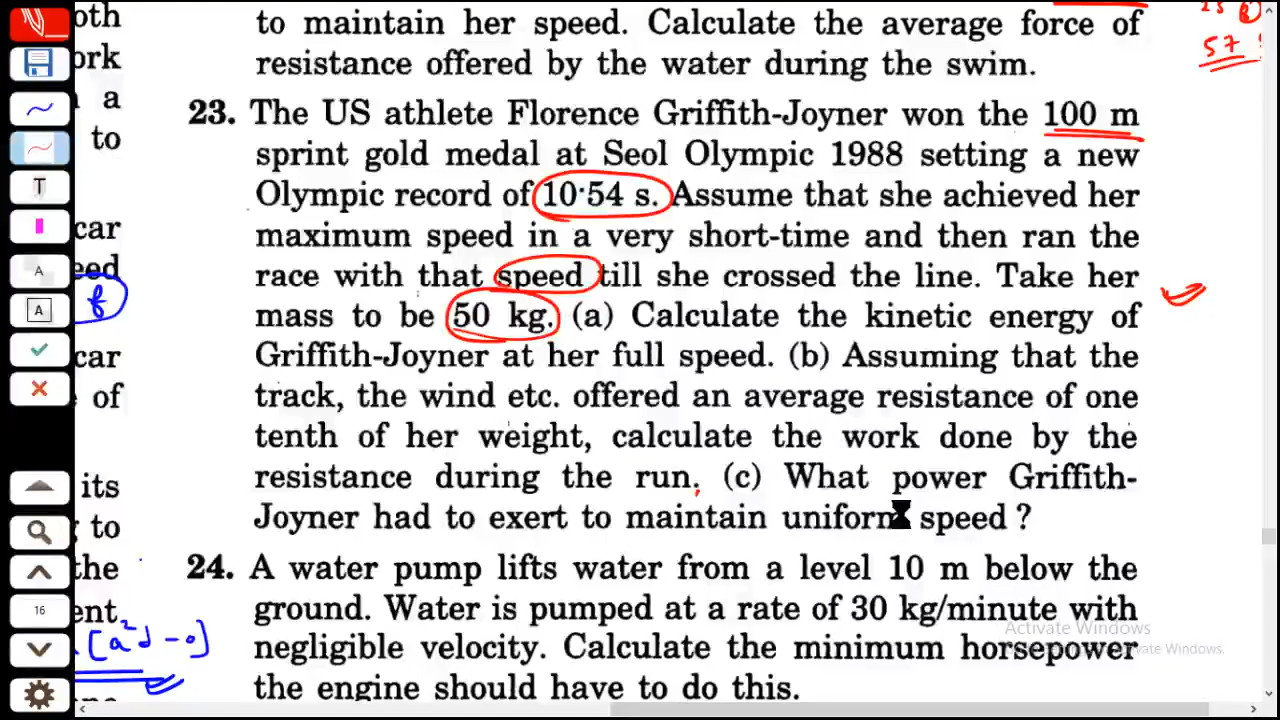 oth
ork
a
to
car
eed
f
car
of
its
to
the
ent
[a²d - 0]
T
A
A
16
25
57
to maintain her speed. Calculate the average force of
resistance offered by the water during the swim.
23. The US athlete Florence Griffith-Joyner won the 100 m
sprint gold medal at Seol Olympic 1988 setting a new
Olympic record of 10·54 s. Assume that she achieved her
maximum speed in a very short-time and then ran the
race with that speed till she crossed the line. Take her
mass to be 50 kg. (a) Calculate the kinetic energy of
Griffith-Joyner at her full speed. (b) Assuming that the
track, the wind etc. offered an average resistance of one
tenth of her weight, calculate the work done by the
resistance during the run. (c) What power Griffith-
Joyner had to exert to maintain uniform speed ?
24. A water pump lifts water from a level 10 m below the
ground. Water is pumped at a rate of 30 kg/minute with
negligible velocity. Calculate the minimum horsepower
the engine should have to do this.
Activate Windows
Activate Windows.